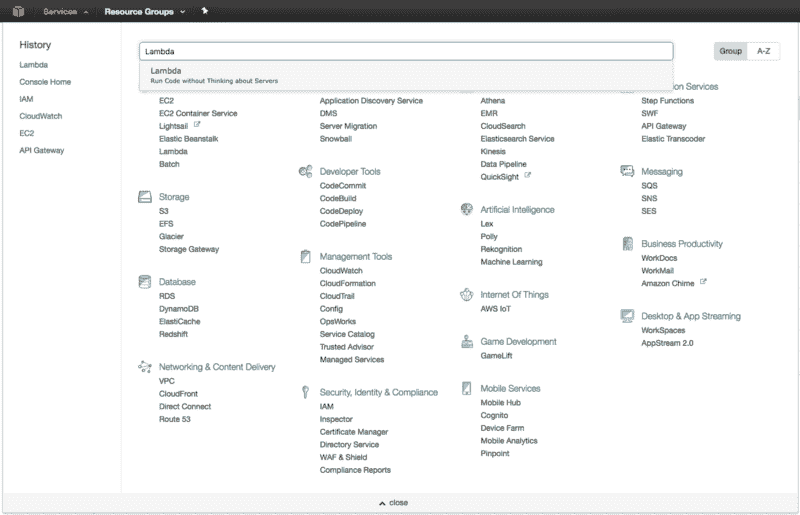 Services
Resource Groups
History
Lambda
Console Home
IAM
CloudWatch
EC2
API Gateway
Lambda
Group
A-Z
Lambda
Run Code without Thinking about Servers
EC2
EC2 Container Service
Lightsail
Elastic Beanstalk
Lambda
Batch
Storage
S3
EFS
Glacier
Storage Gateway
Database
RDS
DynamoDB
ElastiCache
Redshift
Networking & Content Delivery
VPC
CloudFront
Direct Connect
Route 53
Application Discovery Service
DMS
Server Migration
Snowball
Developer Tools
CodeCommit
CodeBuild
CodeDeploy
CodePipeline
Management Tools
CloudWatch
CloudFormation
CloudTrail
Config
OpsWorks
Service Catalog
Trusted Advisor
Managed Services
Security, Identity & Compliance
IAM
Inspector
Certificate Manager
Directory Service
WAF & Shield
Compliance Reports
Athena
EMR
CloudSearch
Elasticsearch Service
Kinesis
Data Pipeline
QuickSight
Artificial Intelligence
Lex
Polly
Rekognition
Machine Learning
Internet Of Things
AWS IoT
Game Development
GameLift
Mobile Services
Mobile Hub
Cognito
Device Farm
Mobile Analytics
Pinpoint
Services
Step Functions
SWF
API Gateway
Elastic Transcoder
Messaging
SQS
SNS
SES
Business Productivity
WorkDocs
WorkMail
Amazon Chime
Desktop & App Streaming
WorkSpaces
AppStream 2.0
close